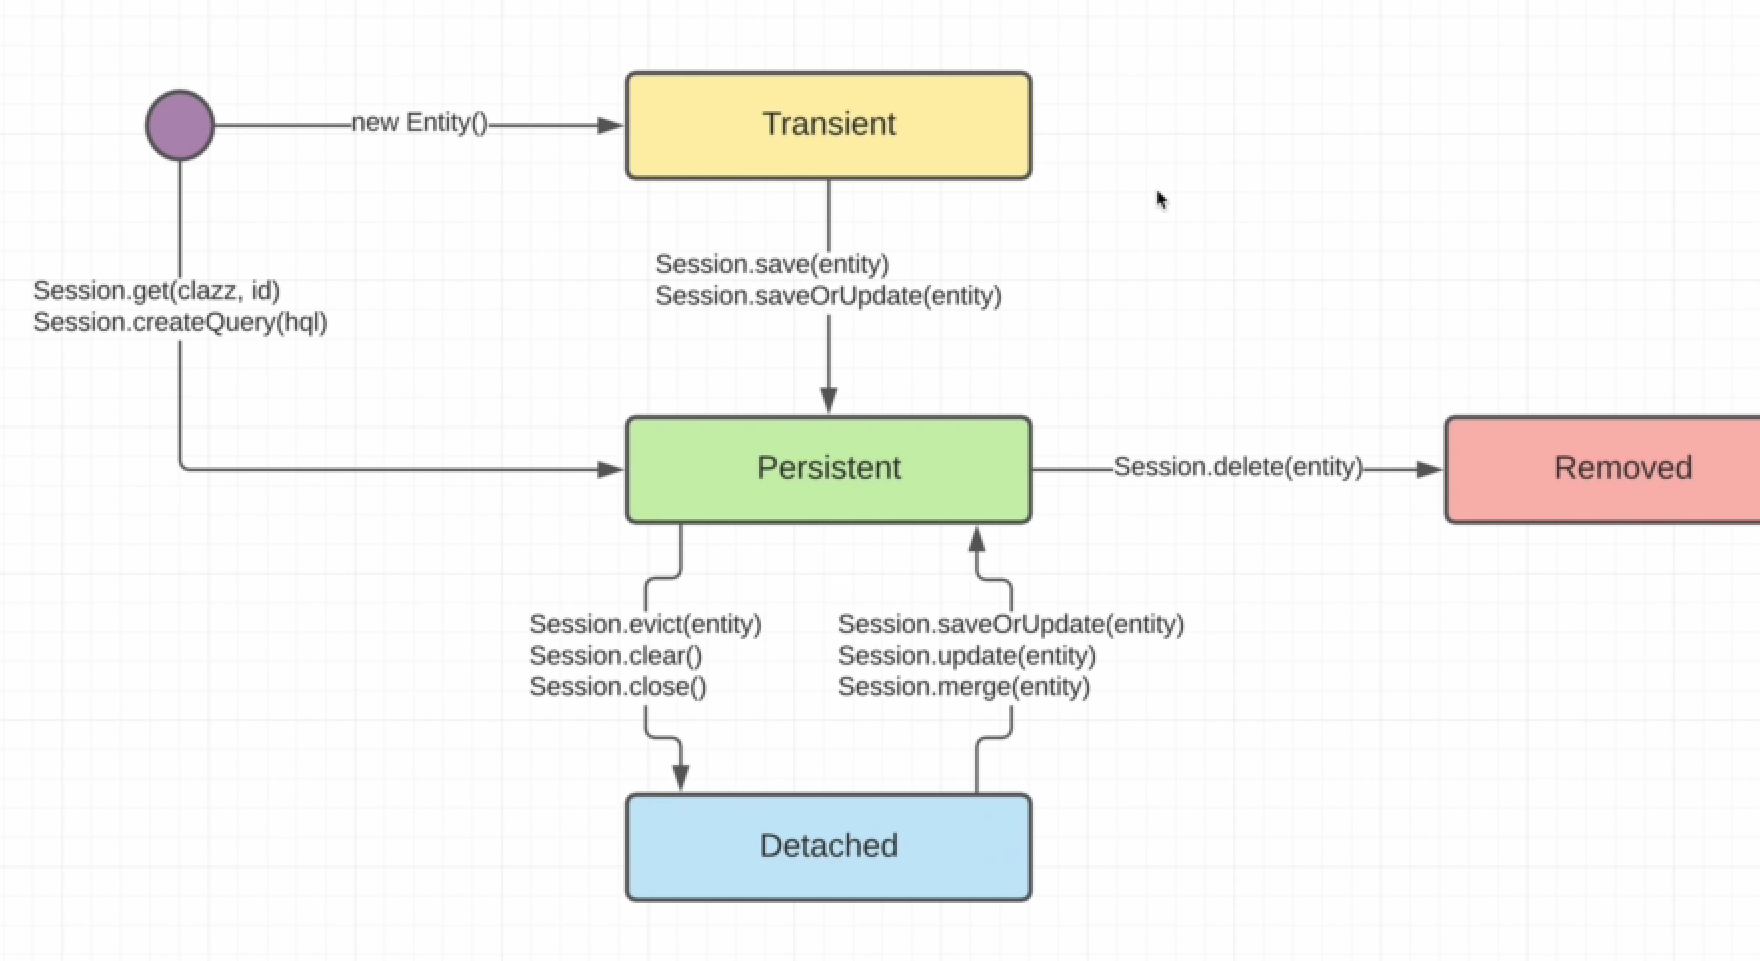 new Entity()
Transient
Session.get(clazz, id)
Session.createQuery(hql)
Session.save(entity)
Session.saveOrUpdate(entity)
Persistent
Session.delete(entity)
Removed
Session.evict(entity)
Session.clear()
Session.close()
Session.saveOrUpdate(entity)
Session.update(entity)
Session.merge(entity)
Detached